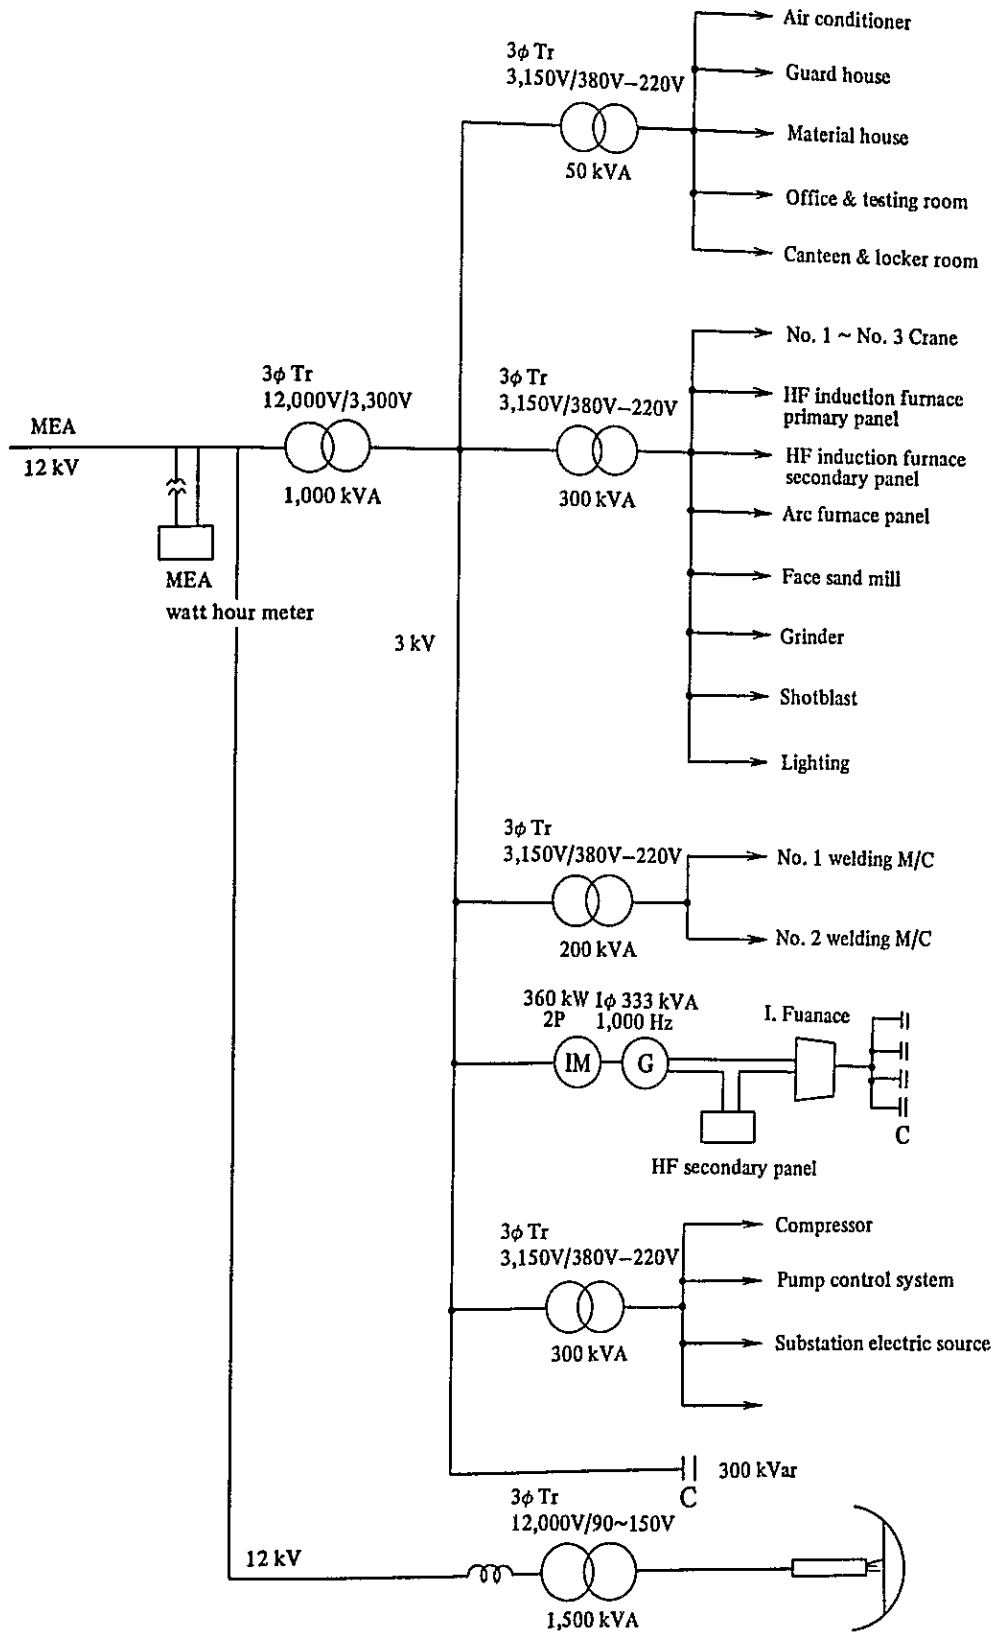 Air conditioner
3φ Tr
3,150V/380V–220V
Guard house
Material house
50 kVA
Office & testing room
Canteen & locker room
No. 1 ~ No. 3 Crane
3φ Tr
12,000V/3,300V
3φ Tr
3,150V/380V–220V
HF induction furnace
primary panel
MEA
12 kV
HF induction furnace
secondary panel
1,000 kVA
300 kVA
Arc furnace panel
MEA
watt hour meter
Face sand mill
3 kV
Grinder
Shotblast
Lighting
3φ Tr
3,150V/380V–220V
No. 1 welding M/C
200 kVA
No. 2 welding M/C
360 kW
2P
Iφ 333 kVA
1,000 Hz
I. Fuanace
IM
G
C
HF secondary panel
3φ Tr
3,150V/380V–220V
Compressor
Pump control system
300 kVA
Substation electric source
300 kVar
C
3φ Tr
12,000V/90~150V
12 kV
1,500 kVA